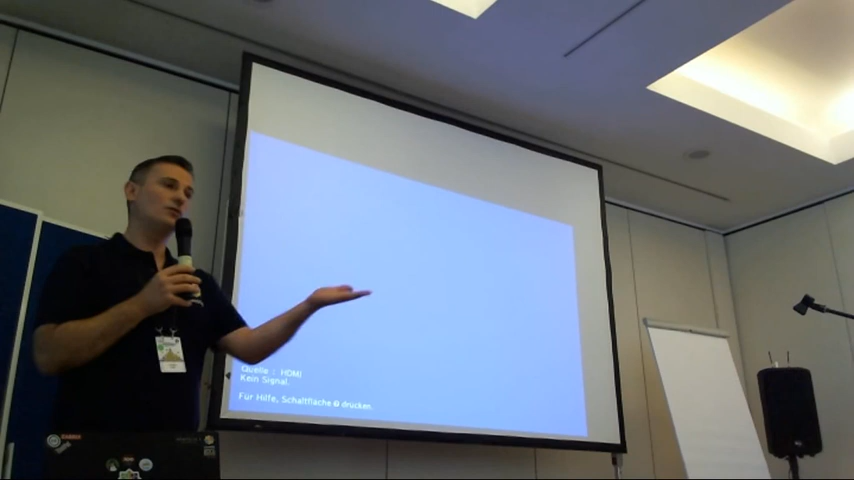 Quelle : HDMI
Kein Signal.
Für Hilfe, Schaltfläche ? drücken.